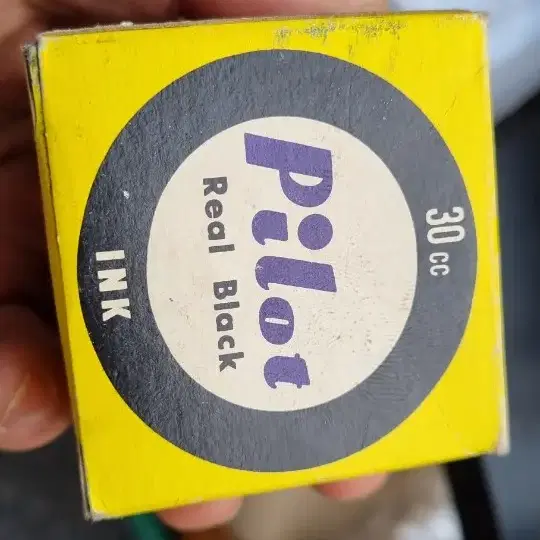 30 cc
Pilot
Real Black
INK